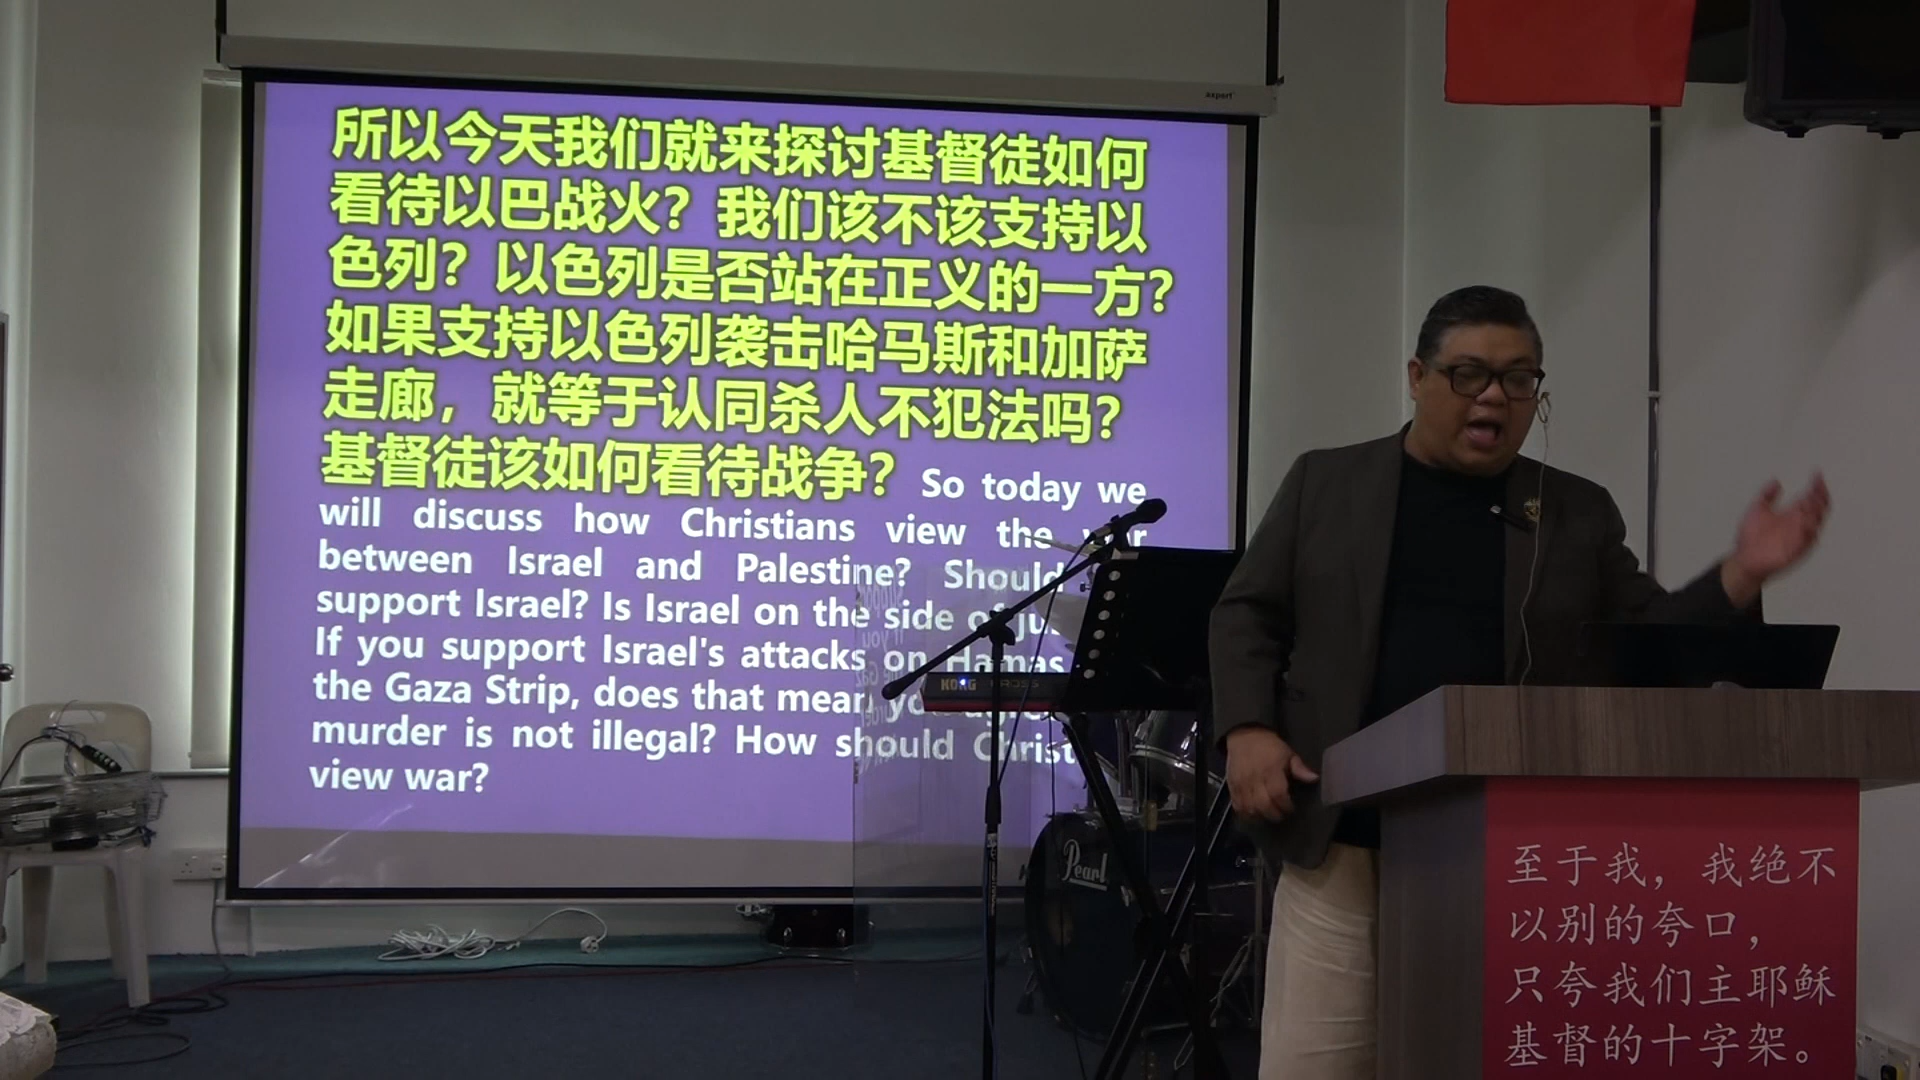 expert
所以今天我们就来探讨基督徒如何
看待以巴战火？我们该不该支持以
色列？以色列是否站在正义的一方？
如果支持以色列袭击哈马斯和加萨
走廊，就等于认同杀人不犯法吗？
基督徒该如何看待战争？ So today we
will discuss how Christians view the
between Israel and Palestine? Should
support Israel? Is Israel on the side of
If you support Israel's attacks on Hamas
the Gaza Strip, does that mean
murder is not illegal? How should
view war?
KORG KROSS
Pearl
至于我，我绝不
以别的夸口，
只夸我们主耶稣
基督的十字架。